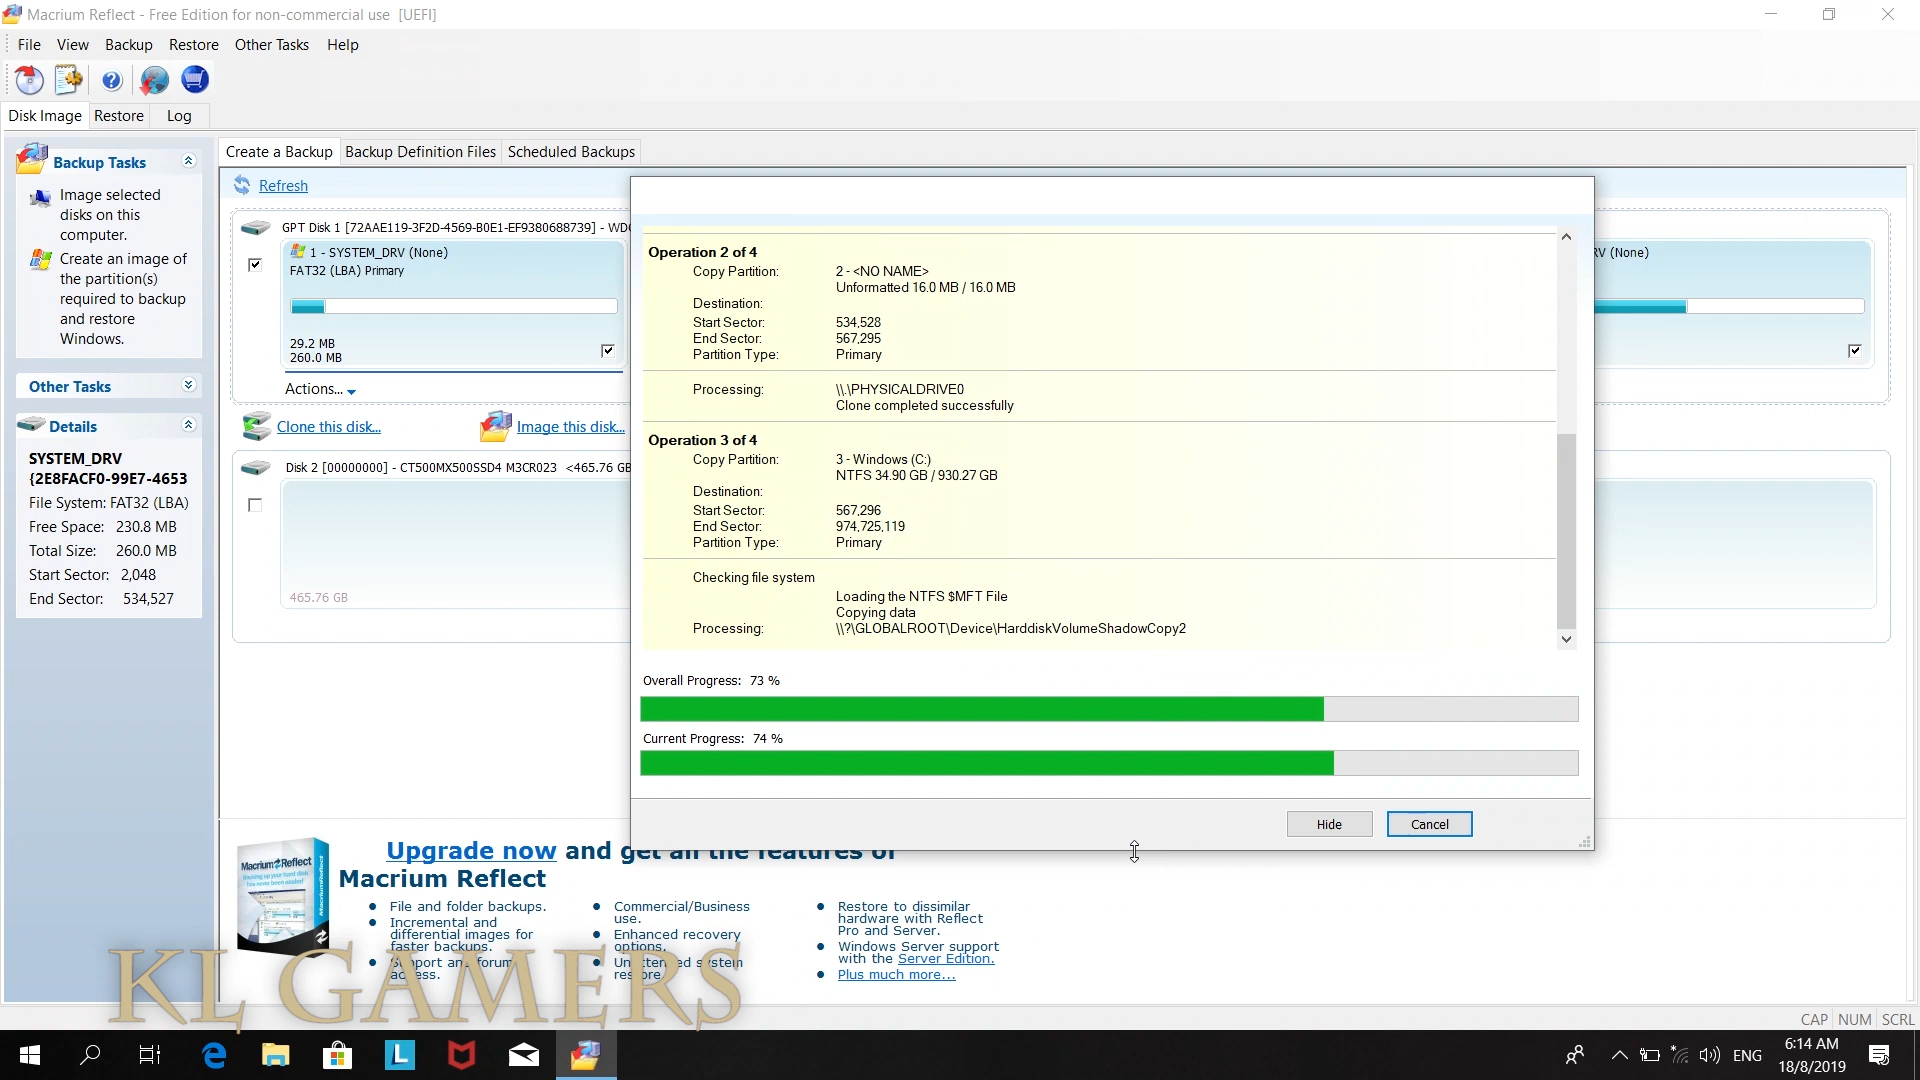 Macrium Reflect - Free Edition for non-commercial use [UEFI]
File View Backup Restore Other Tasks Help
Disk Image Restore Log
Backup Tasks
Image selected
disks on this
computer.
Create an image of
the partition(s)
required to backup
and restore
Windows.
Other Tasks
Details
SYSTEM_DRV
{2E8FACF0-99E7-4653
File System: FAT32 (LBA)
Free Space: 230.8 MB
Total Size: 260.0 MB
Start Sector: 2,048
End Sector: 534,527
Create a Backup Backup Definition Files Scheduled Backups
Refresh
GPT Disk 1 [72AAE119-3F2D-4569-B0E1-EF9380688739] - WD
1 - SYSTEM_DRV (None)
FAT32 (LBA) Primary
29.2 MB
260.0 MB
Actions...
Clone this disk... Image this disk...
Disk 2 [00000000] - CT500MX500SSD4 M3CR023 <465.76 GB
465.76 GB
RV (None)
Operation 2 of 4
Copy Partition: 2 - <NO NAME>
Unformatted 16.0 MB / 16.0 MB
Destination:
Start Sector: 534,528
End Sector: 567,295
Partition Type: Primary
Processing: \\.\PHYSICALDRIVE0
Clone completed successfully
Operation 3 of 4
Copy Partition: 3 - Windows (C:)
NTFS 34.90 GB / 930.27 GB
Destination:
Start Sector: 567,296
End Sector: 974,725,119
Partition Type: Primary
Checking file system
Loading the NTFS $MFT File
Copying data
Processing: \\?\GLOBALROOT\Device\HarddiskVolumeShadowCopy2
Overall Progress: 73 %
Current Progress: 74 %
Hide Cancel
Upgrade now and get all the features of
Macrium Reflect
File and folder backups.
Incremental and
differential images for
faster backups.
Support and forum
access.
Commercial/Business
use.
Enhanced recovery
options.
Unattended system
restore
Restore to dissimilar
hardware with Reflect
Pro and Server.
Windows Server support
with the Server Edition.
Plus much more...
KL GAMERS
CAP NUM SCRL
ENG
6:14 AM
18/8/2019